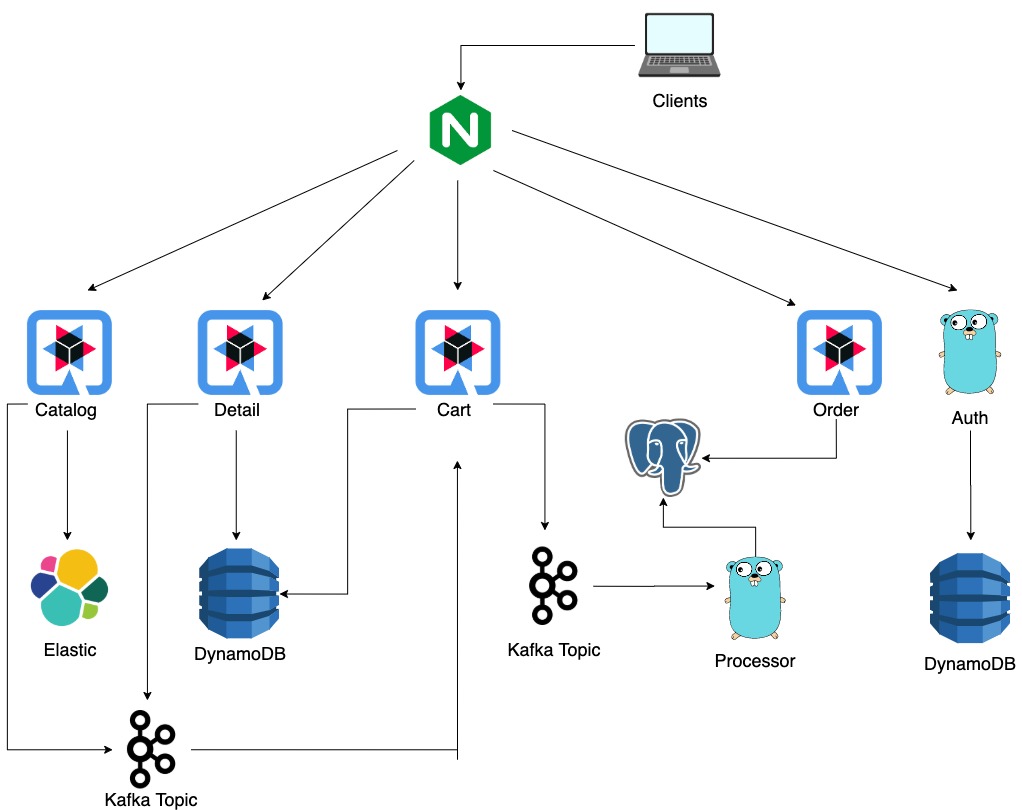 Clients
N
Catalog
Detail
Cart
Order
Auth
Elastic
DynamoDB
Kafka Topic
Processor
DynamoDB
Kafka Topic